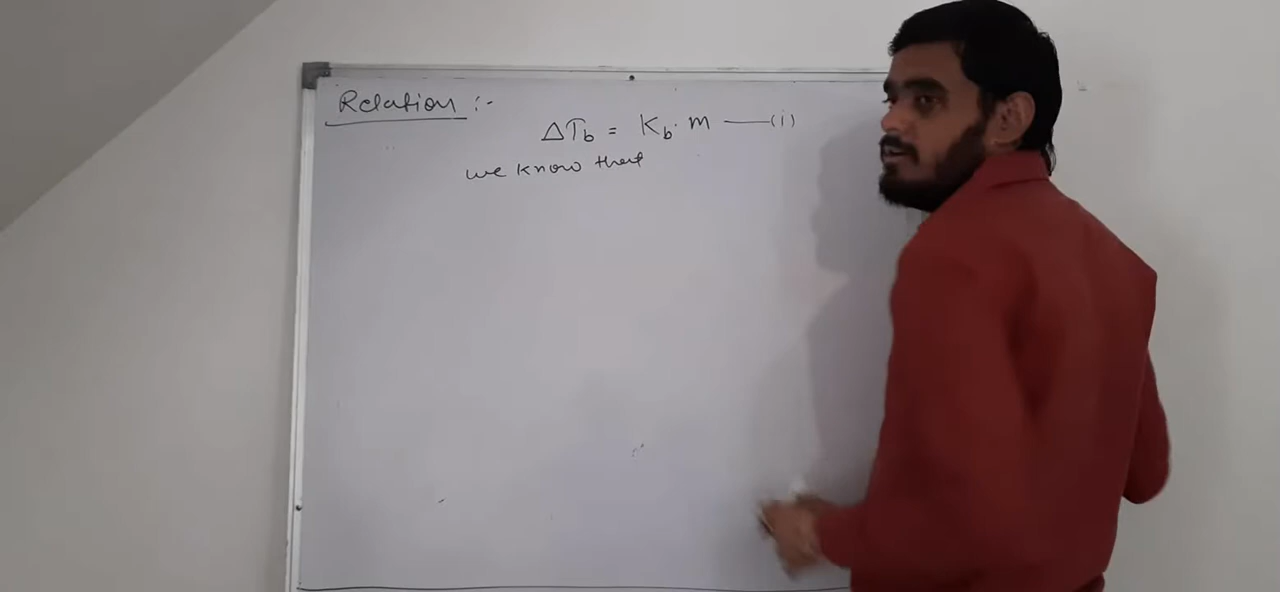 Relation :-
ΔTb = Kb. m —(i)
we know that